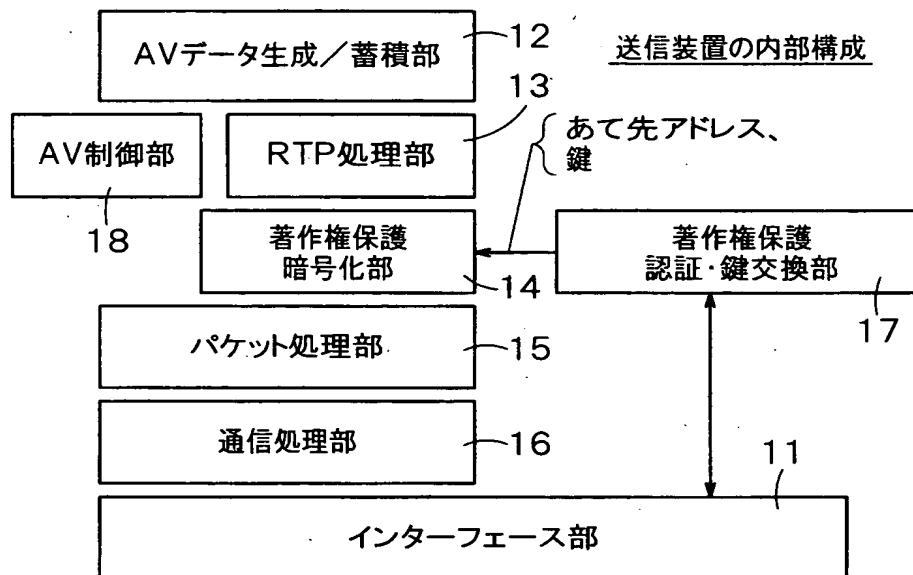 送信装置の内部構成
AVデータ生成／蓄積部
12
13
AV制御部
18
RTP処理部
あて先アドレス、
鍵
著作権保護
暗号化部
14
著作権保護
認証・鍵交換部
17
パケット処理部
15
通信処理部
16
11
インターフェース部